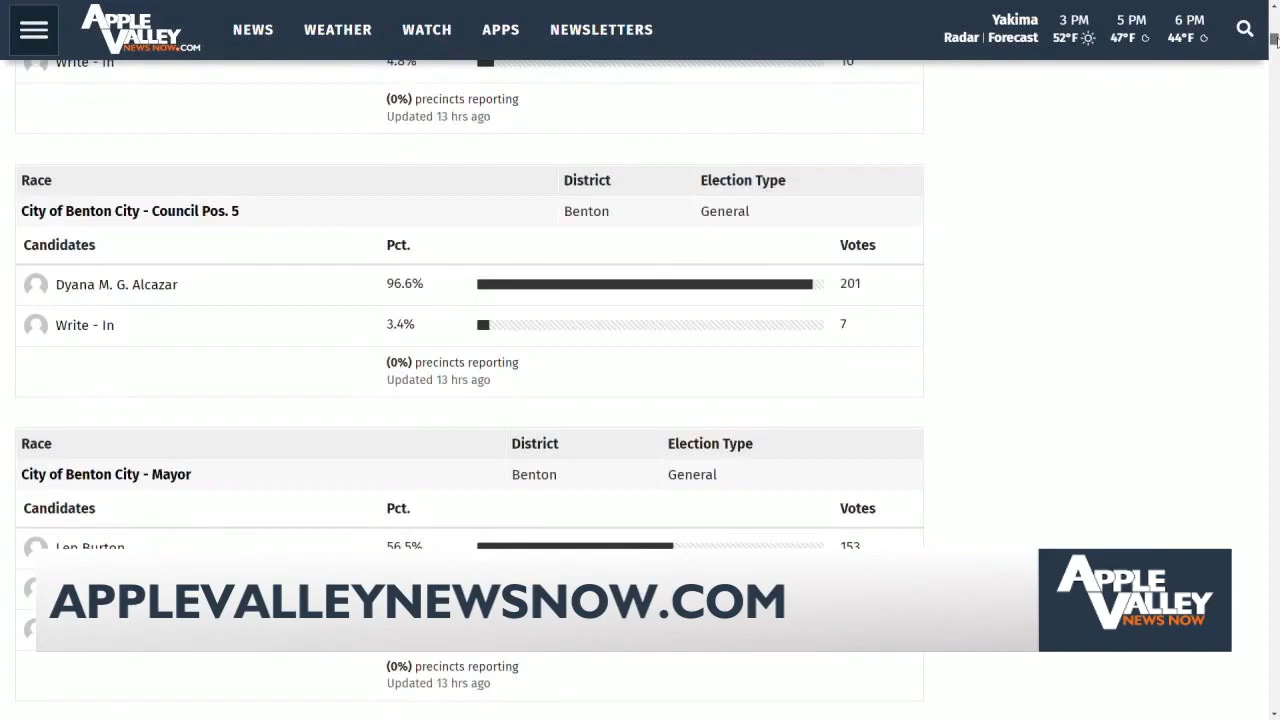 APPLE VALLEY NEWS NOW.COM
NEWS WEATHER WATCH APPS NEWSLETTERS
Yakima 3 PM 5 PM 6 PM
Radar | Forecast 52°F 47°F 44°F
Write - In 4.8% 10
(0%) precincts reporting
Updated 13 hrs ago
Race District Election Type
City of Benton City - Council Pos. 5 Benton General
Candidates Pct. Votes
Dyana M. G. Alcazar 96.6% 201
Write - In 3.4% 7
(0%) precincts reporting
Updated 13 hrs ago
Race District Election Type
City of Benton City - Mayor Benton General
Candidates Pct. Votes
Len Burton 56.5% 153
APPLEVALLEYNEWSNOW.COM
APPLE VALLEY NEWS NOW
(0%) precincts reporting
Updated 13 hrs ago